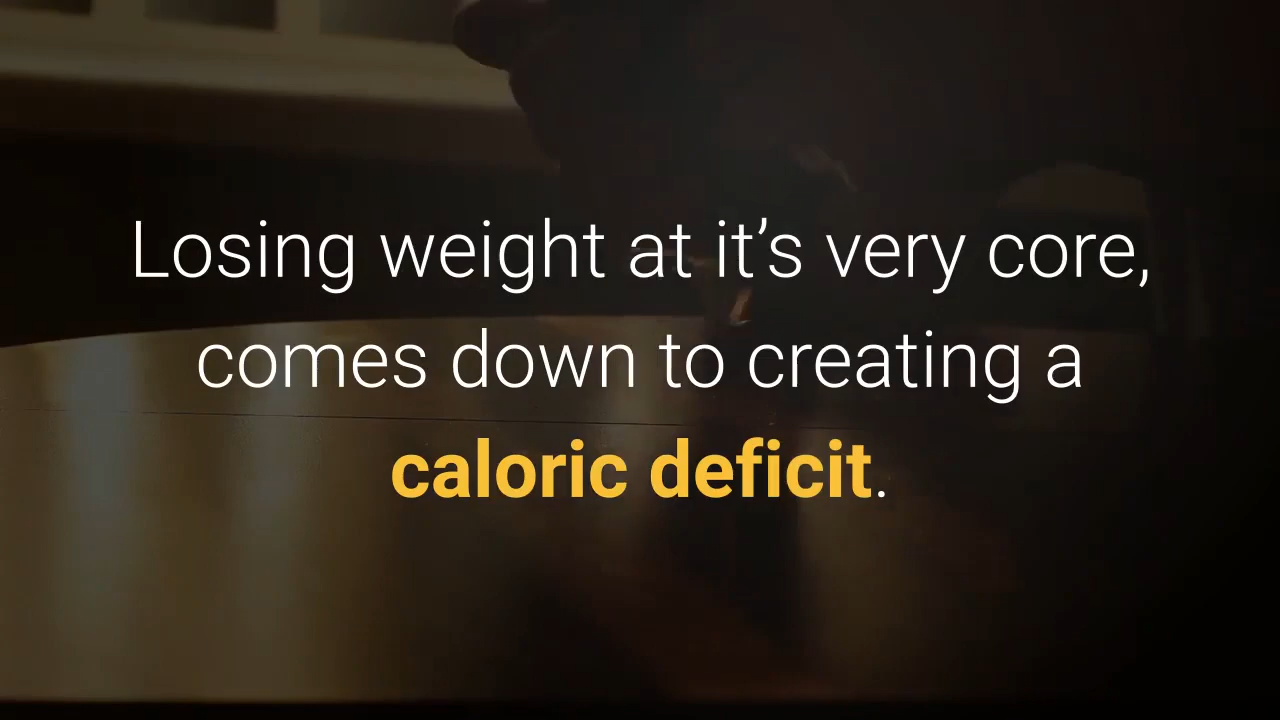 Losing weight at it’s very core,
comes down to creating a
caloric deficit.